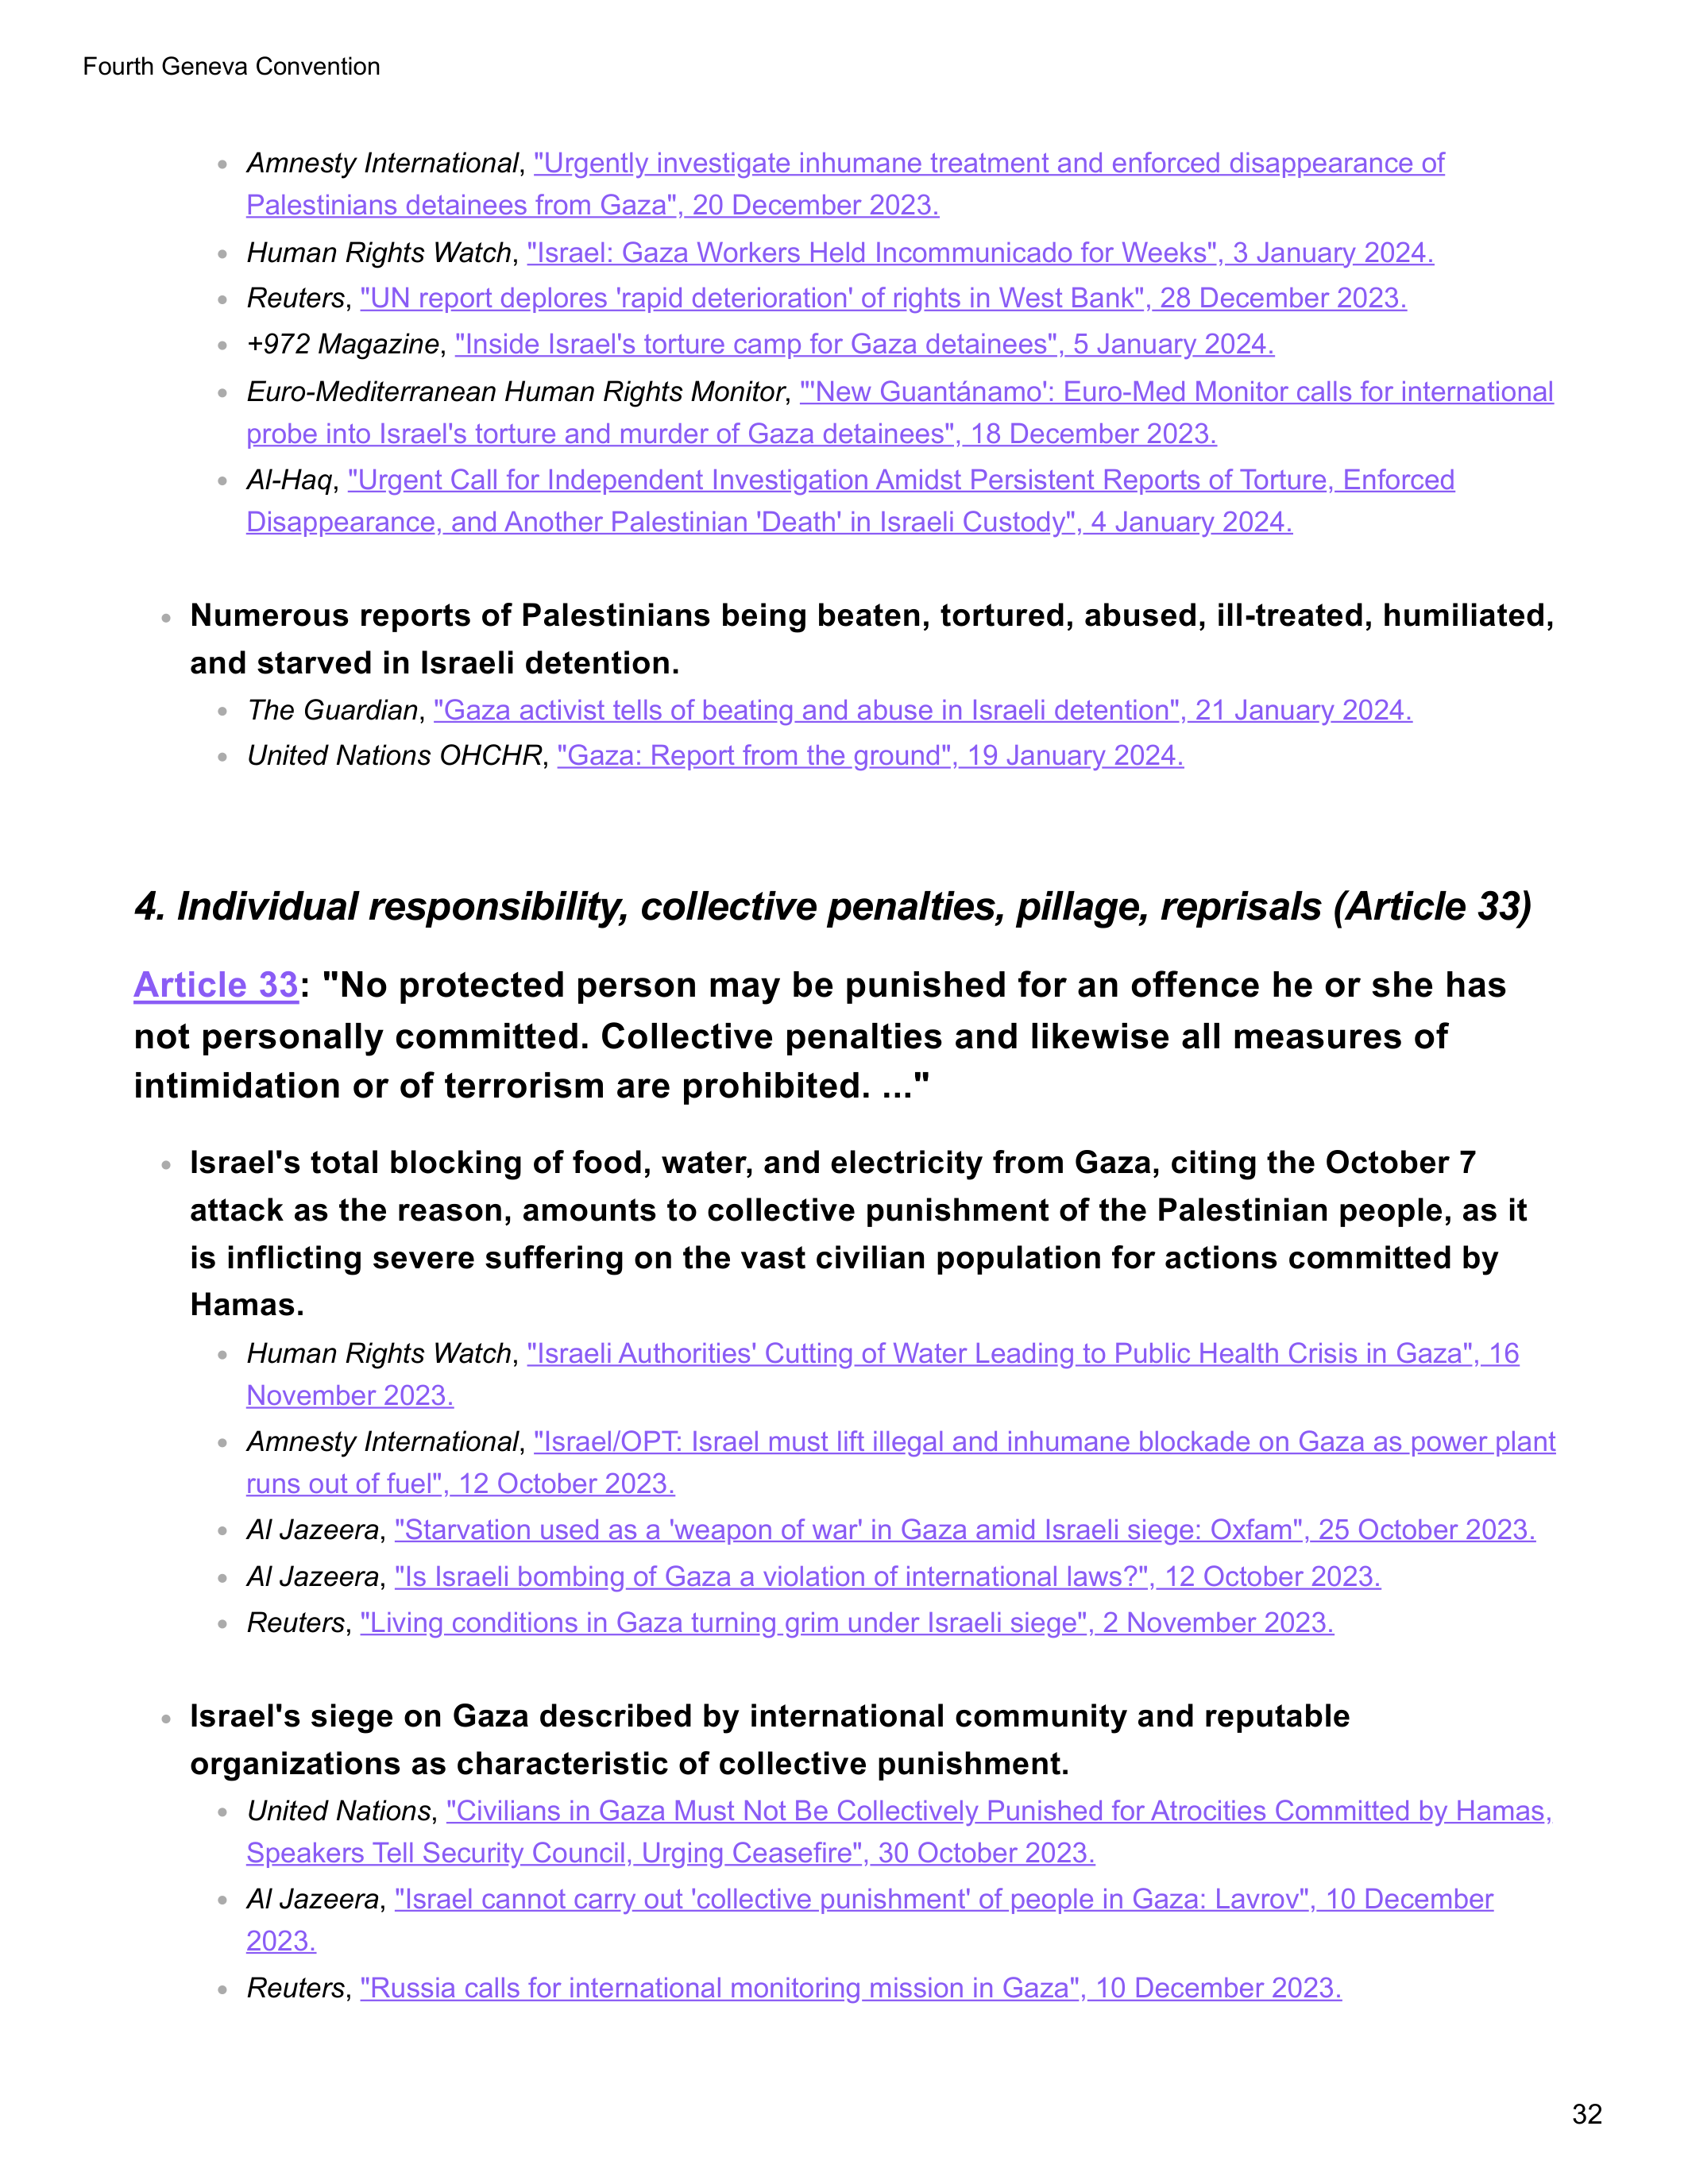 Fourth Geneva Convention
Amnesty International, "Urgently investigate inhumane treatment and enforced disappearance of
Palestinians detainees from Gaza", 20 December 2023.
Human Rights Watch, "Israel: Gaza Workers Held Incommunicado for Weeks", 3 January 2024.
Reuters, "UN report deplores 'rapid deterioration' of rights in West Bank", 28 December 2023.
+972 Magazine, "Inside Israel's torture camp for Gaza detainees", 5 January 2024.
Euro-Mediterranean Human Rights Monitor, "'New Guantánamo': Euro-Med Monitor calls for international
probe into Israel's torture and murder of Gaza detainees", 18 December 2023.
Al-Haq, "Urgent Call for Independent Investigation Amidst Persistent Reports of Torture, Enforced
Disappearance, and Another Palestinian 'Death' in Israeli Custody", 4 January 2024.
Numerous reports of Palestinians being beaten, tortured, abused, ill-treated, humiliated,
and starved in Israeli detention.
The Guardian, "Gaza activist tells of beating and abuse in Israeli detention", 21 January 2024.
United Nations OHCHR, "Gaza: Report from the ground", 19 January 2024.
4. Individual responsibility, collective penalties, pillage, reprisals (Article 33)
Article 33: "No protected person may be punished for an offence he or she has
not personally committed. Collective penalties and likewise all measures of
intimidation or of terrorism are prohibited. ..."
Israel's total blocking of food, water, and electricity from Gaza, citing the October 7
attack as the reason, amounts to collective punishment of the Palestinian people, as it
is inflicting severe suffering on the vast civilian population for actions committed by
Hamas.
Human Rights Watch, "Israeli Authorities' Cutting of Water Leading to Public Health Crisis in Gaza", 16
November 2023.
Amnesty International, "Israel/OPT: Israel must lift illegal and inhumane blockade on Gaza as power plant
runs out of fuel", 12 October 2023.
Al Jazeera, "Starvation used as a 'weapon of war' in Gaza amid Israeli siege: Oxfam", 25 October 2023.
Al Jazeera, "Is Israeli bombing of Gaza a violation of international laws?", 12 October 2023.
Reuters, "Living conditions in Gaza turning grim under Israeli siege", 2 November 2023.
Israel's siege on Gaza described by international community and reputable
organizations as characteristic of collective punishment.
United Nations, "Civilians in Gaza Must Not Be Collectively Punished for Atrocities Committed by Hamas,
Speakers Tell Security Council, Urging Ceasefire", 30 October 2023.
Al Jazeera, "Israel cannot carry out 'collective punishment' of people in Gaza: Lavrov", 10 December
2023.
Reuters, "Russia calls for international monitoring mission in Gaza", 10 December 2023.
32